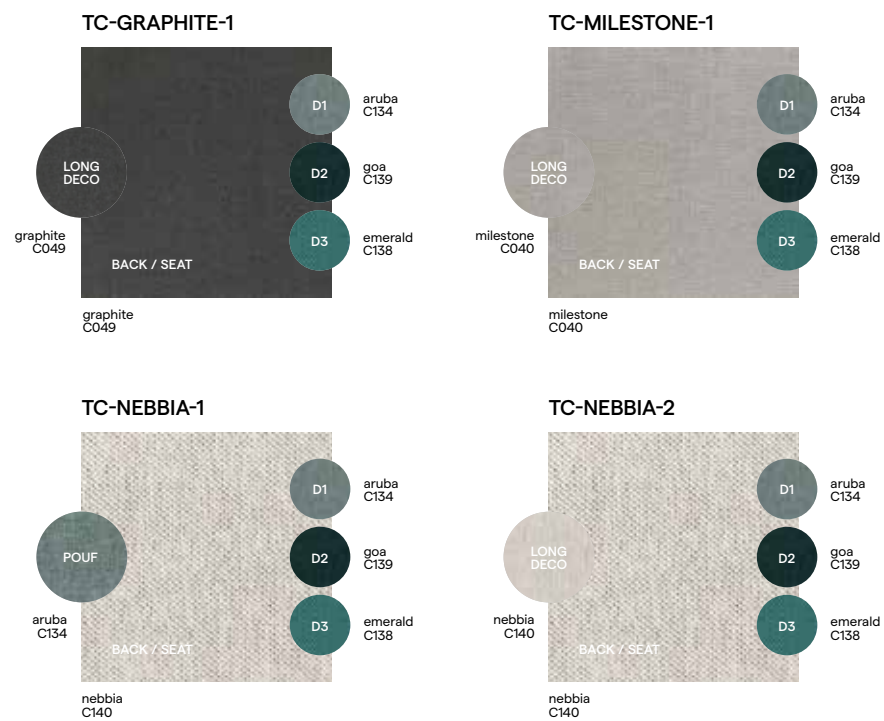 TC-GRAPHITE-1
D1
aruba
C134
LONG
DECO
D2
goa
C139
graphite
C049
D3
emerald
C138
BACK / SEAT
graphite
C049
TC-MILESTONE-1
D1
aruba
C134
LONG
DECO
D2
goa
C139
milestone
C040
D3
emerald
C138
BACK / SEAT
milestone
C040
TC-NEBBIA-1
D1
aruba
C134
POUF
D2
goa
C139
aruba
C134
D3
emerald
C138
BACK / SEAT
nebbia
C140
TC-NEBBIA-2
D1
aruba
C134
LONG
DECO
D2
goa
C139
nebbia
C140
D3
emerald
C138
BACK / SEAT
nebbia
C140